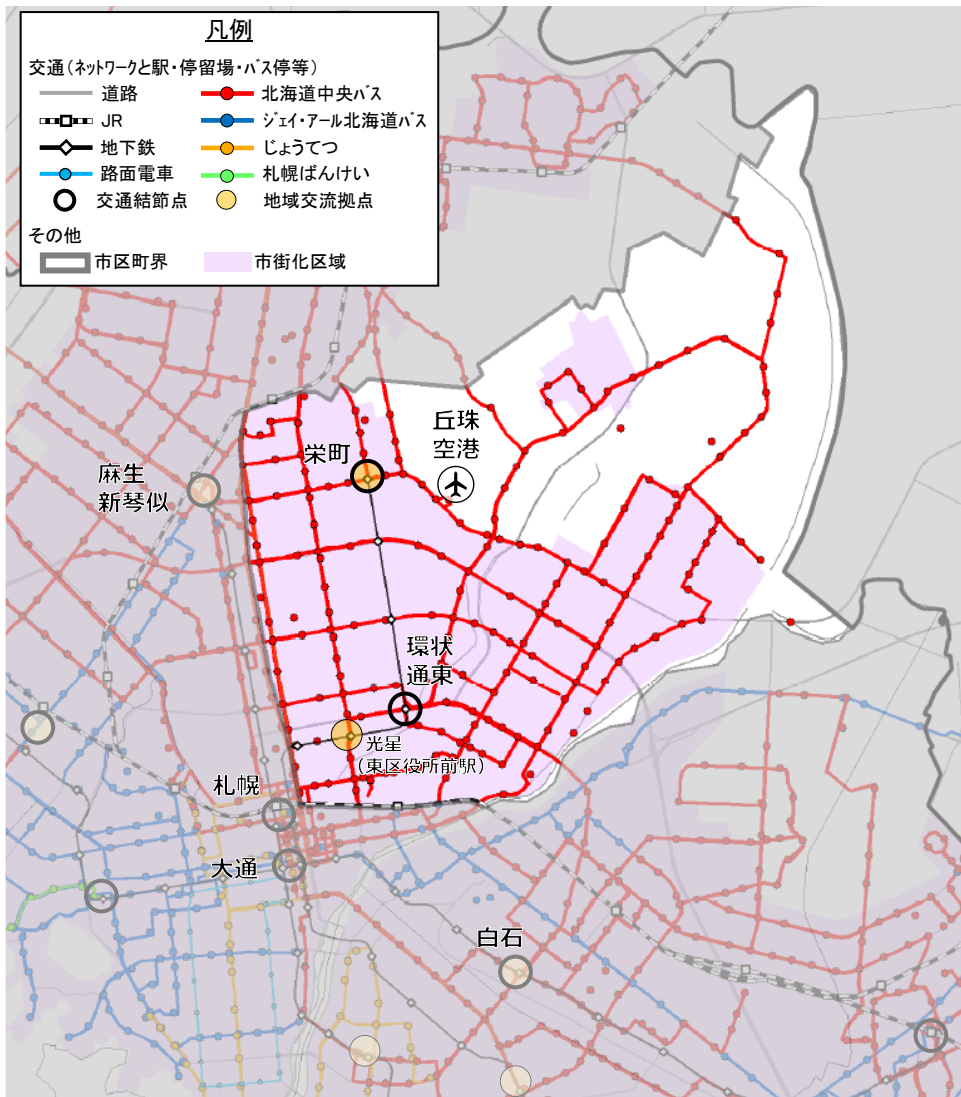 凡例
交通(ネットワークと駅・停留場・バス停等)
道路
北海道中央バス
JR
ジェイ・アール北海道バス
地下鉄
じょうてつ
路面電車
札幌ばんけい
交通結節点
地域交流拠点
その他
市区町界
市街化区域
丘珠
空港
栄町
麻生
新琴似
環状
通東
光星
(東区役所前駅)
札幌
大通
白石